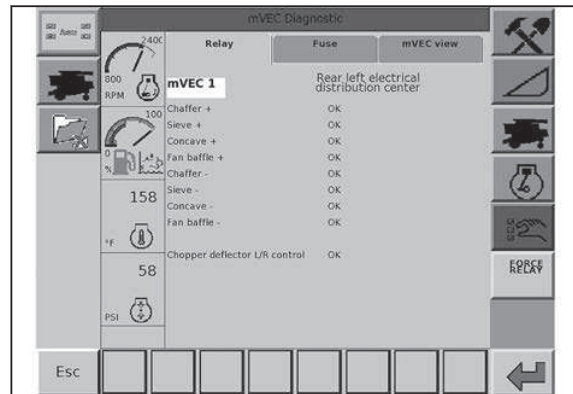 mVEC Diagnostic
Auto
2400
800
RPM
100
0
%
158
°F
58
PSI
Relay
Fuse
mVEC view
mVEC 1
Rear left electrical
distribution center
Chaffer + OK
Sieve + OK
Concave + OK
Fan baffle + OK
Chaffer - OK
Sieve - OK
Concave - OK
Fan baffle - OK
Chopper deflector L/R control OK
FORCE
RELAY
Esc